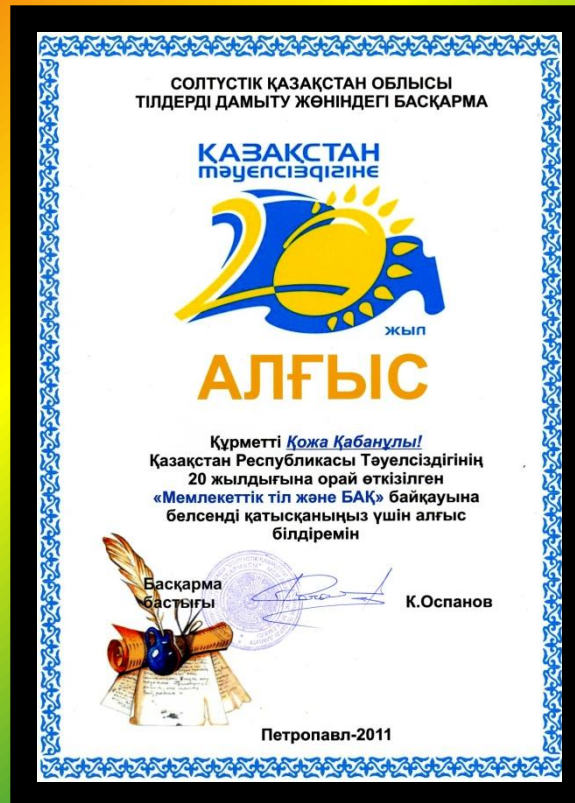 СОЛТҮСТІК ҚАЗАҚСТАН ОБЛЫСЫ
ТІЛДЕРДІ ДАМЫТУ ЖӨНІНДЕГІ БАСҚАРМА
ҚАЗАҚСТАН
тәуелсіздігіне
20
жыл
АЛҒЫС
Құрметті Қожа Қабанұлы!
Қазақстан Республикасы Тәуелсіздігінің
20 жылдығына орай өткізілген
«Мемлекеттік тіл және БАҚ» байқауына
белсенді қатысқаныңыз үшін алғыс
білдіремін
Басқарма
бастығы
К.Оспанов
Петропавл-2011